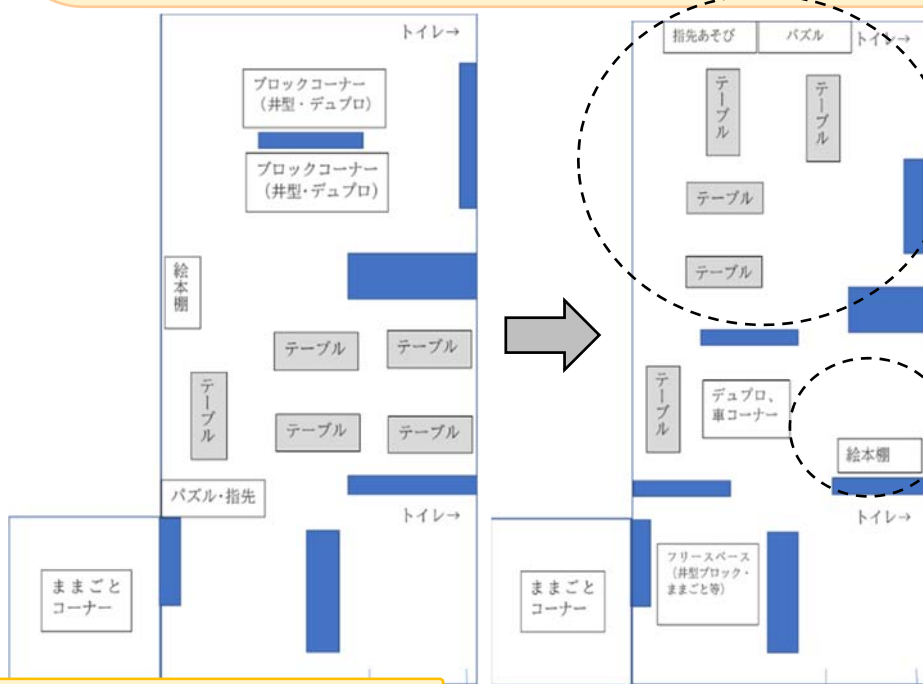 トイレ→
ブロックコーナー
（井型・デュプロ）
ブロックコーナー
（井型・デュプロ）
絵本棚
テーブル
テーブル
テーブル
テーブル
テーブル
パズル・指先
トイレ→
ままごと
コーナー
指先あそび
パズル
トイレ→
テーブル
テーブル
テーブル
テーブル
テーブル
デュプロ、
車コーナー
絵本棚
トイレ→
フリースペース
（井型ブロック・
ままごと等）
ままごと
コーナー